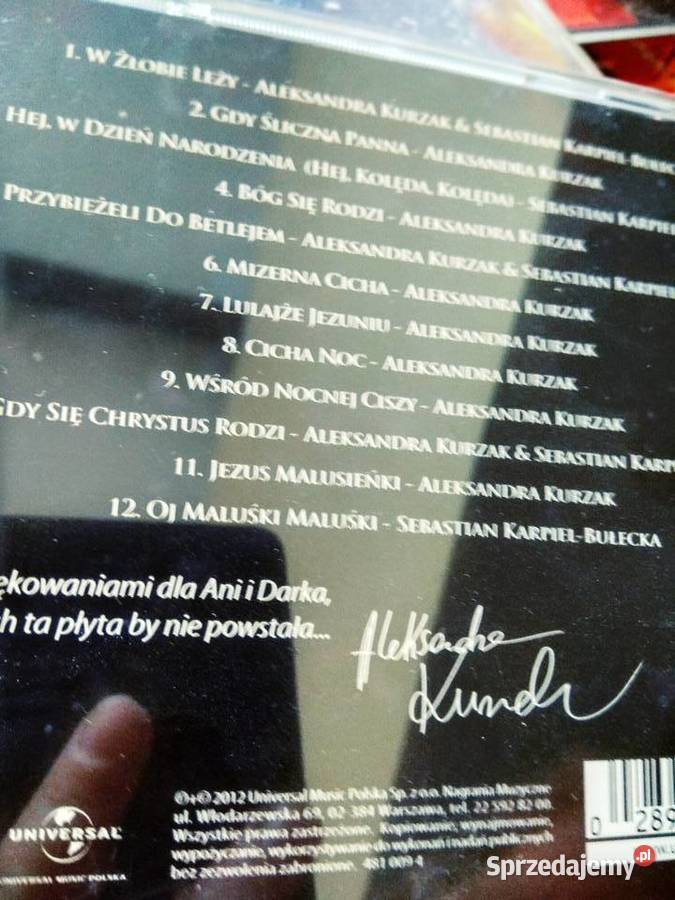 1. W Żłobie Leży - Aleksandra Kurzak & Sebastian Karpiel-Bułec
2. Gdy Śliczna Panna - Aleksandra Kurzak
Hej, w Dzień Narodzenia (Hej, Kolęda, Kolęda) - Sebastian Karpiel
4. Bóg Się Rodzi - Aleksandra Kurzak
Przybieżeli Do Betlejem - Aleksandra Kurzak & Sebastian Karpiel
6. Mizerna Cicha - Aleksandra Kurzak
7. Lulajże Jezuniu - Aleksandra Kurzak
8. Cicha Noc - Aleksandra Kurzak
9. Wśród Nocnej Ciszy - Aleksandra Kurzak
Gdy Się Chrystus Rodzi - Aleksandra Kurzak & Sebastian Karpi
11. Jezus Malusieńki - Aleksandra Kurzak
12. Oj Maluśki Maluśki - Sebastian Karpiel-Bułecka
ękowaniami dla Ani i Darka,
h ta płyta by nie powstała...
Aleksandra
Kurzak
℗+© 2012 Universal Music Polska Sp. z o.o. Nagrania Muzyczne
ul. Włodarzewska 69, 02-384 Warszawa, tel. 22 592 82 00.
Wszystkie prawa zastrzeżone. Kopiowanie, wynajmowanie,
wypożyczanie, wykorzystywanie do wykonań i nadań publicznych
bez zezwolenia zabronione. 481 009 4
UNIVERSAL
UNIVERSAL MUSIC POLSKA
0 289
Sprzedajemy.pl